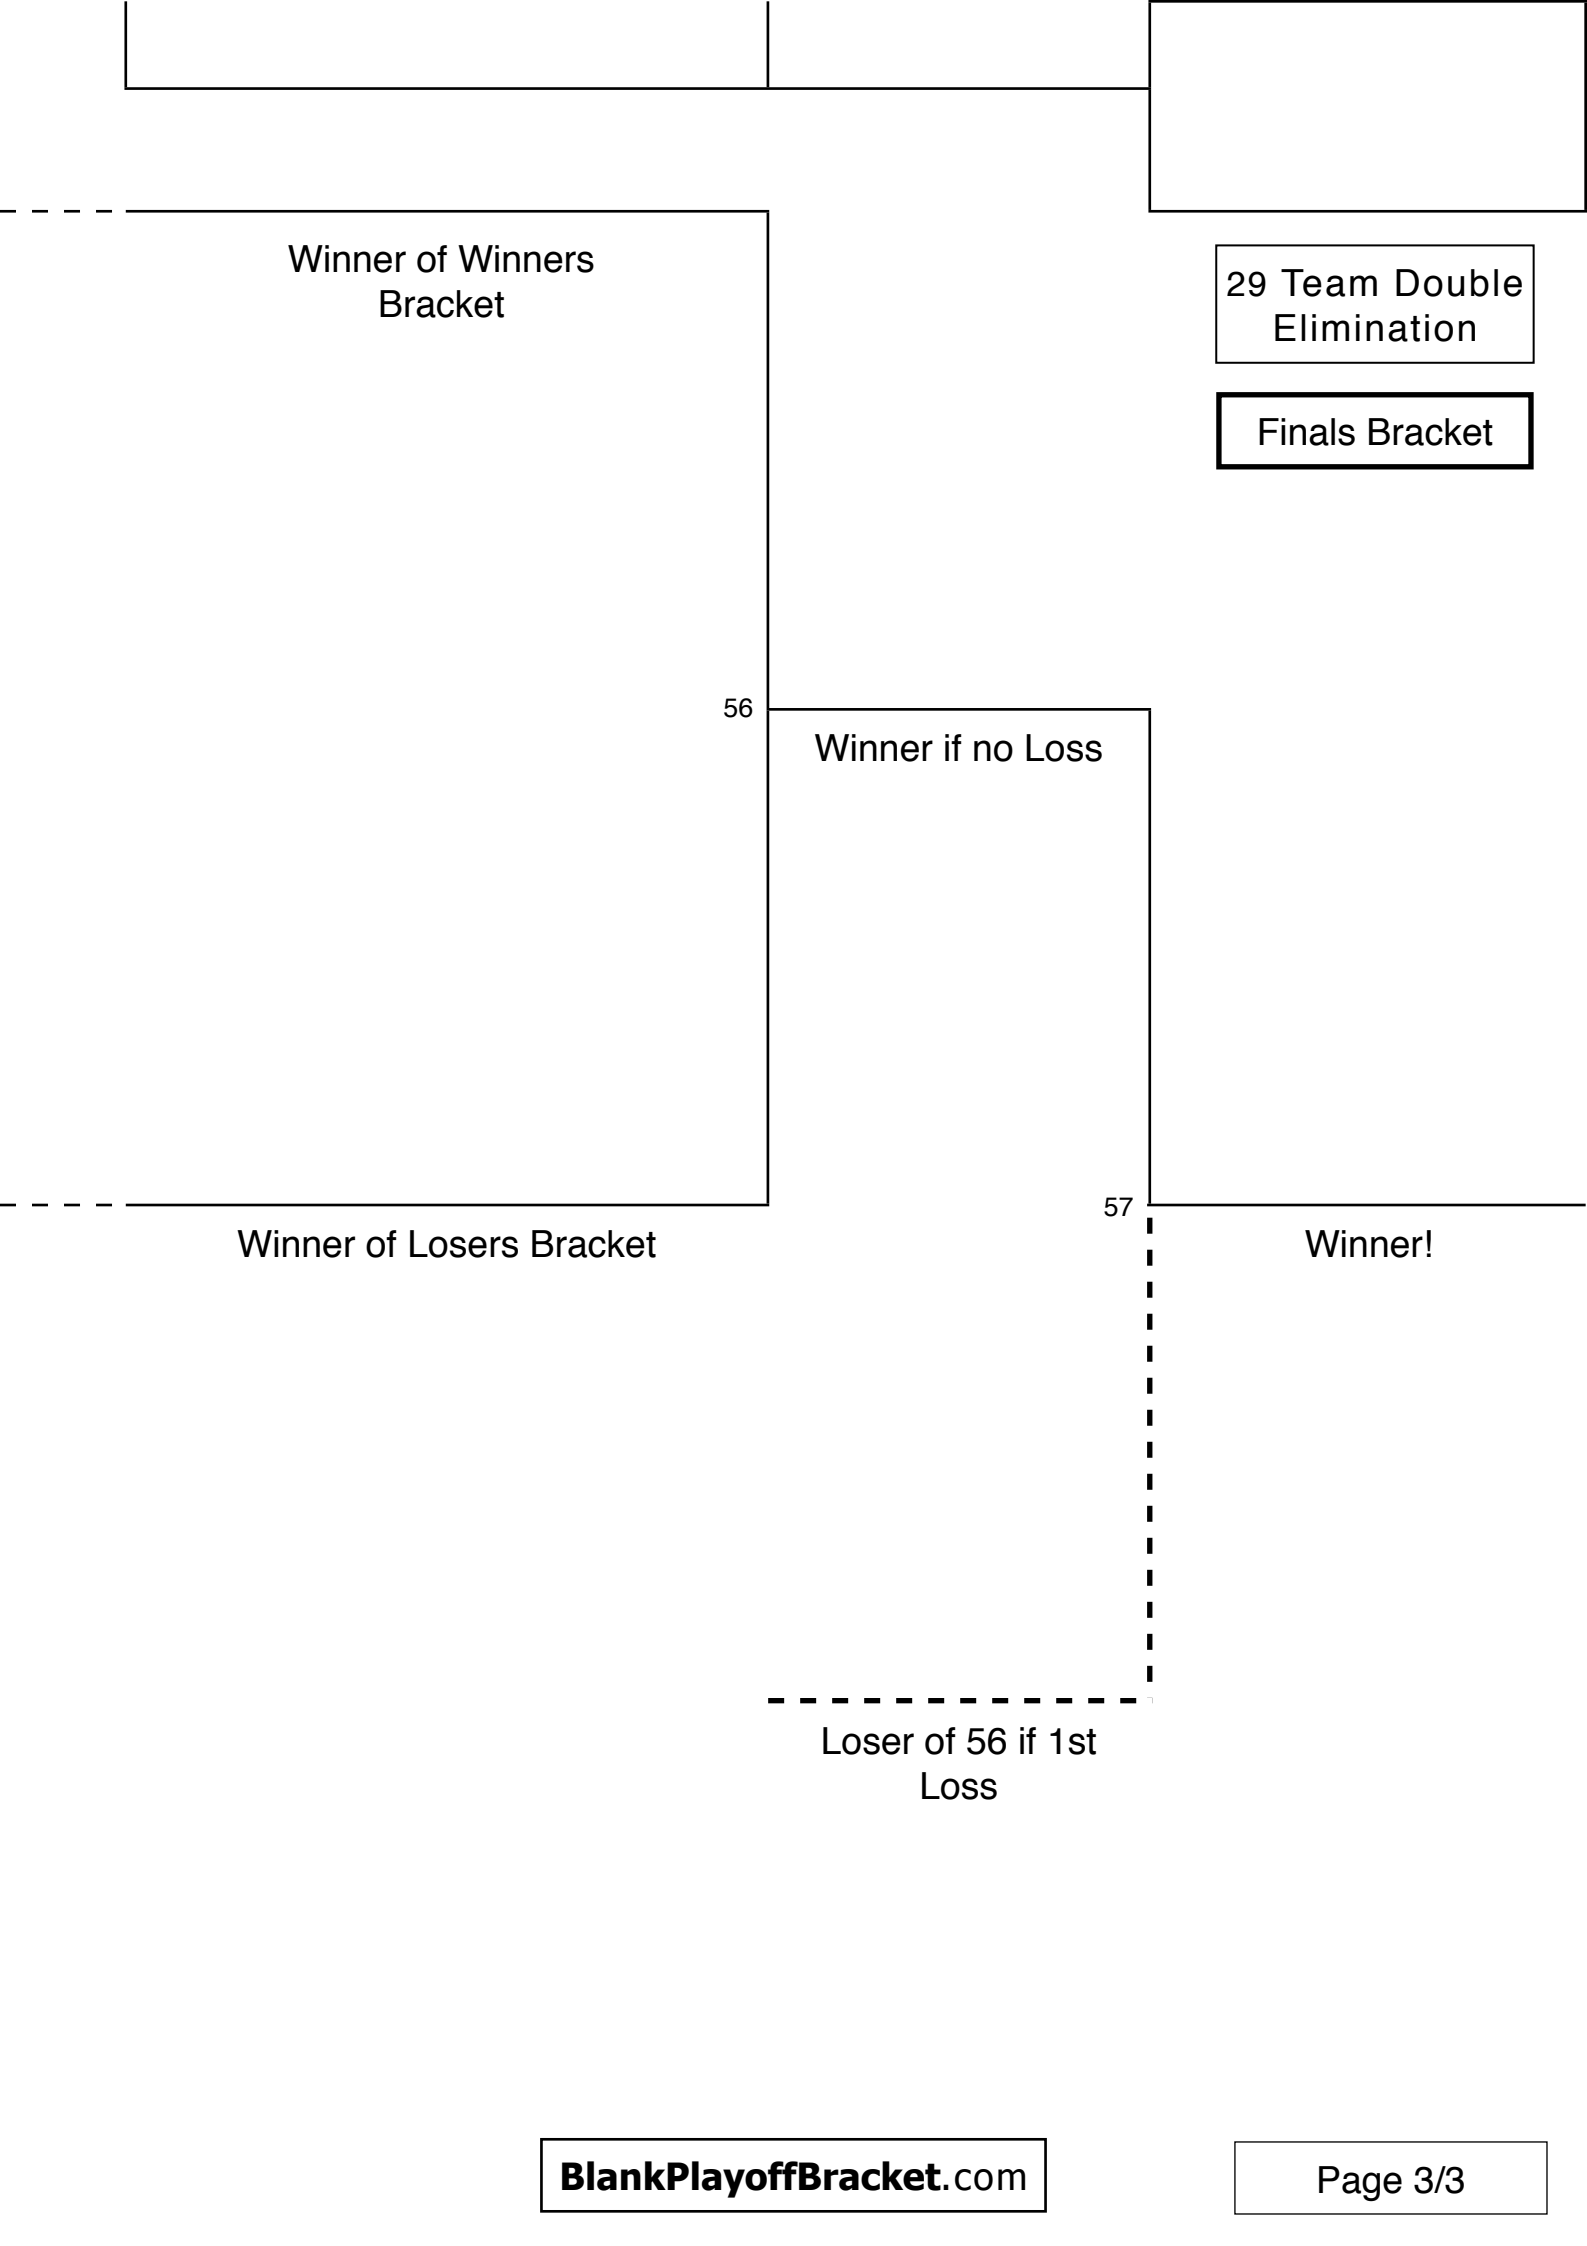 Winner of Winners
Bracket
29 Team Double
Elimination
Finals Bracket
56
Winner if no Loss
57
Winner of Losers Bracket
Winner!
Loser of 56 if 1st
Loss
BlankPlayoffBracket.com
Page 3/3